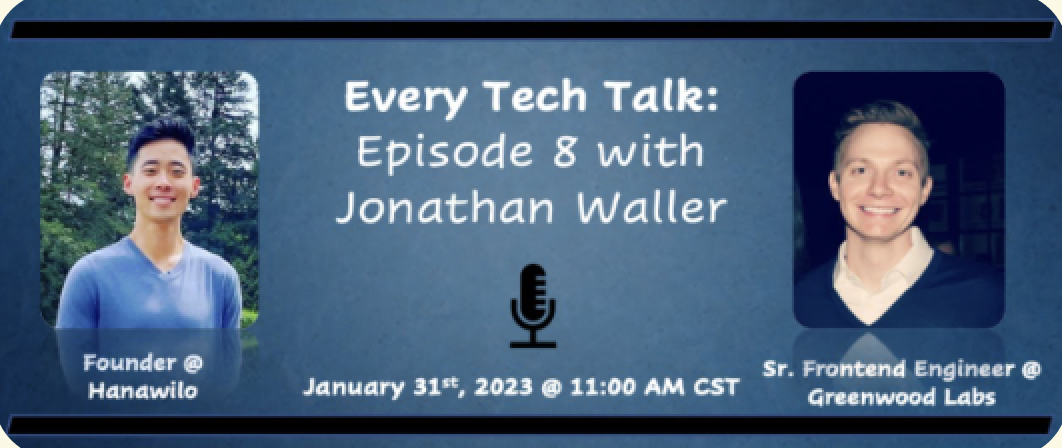 Every Tech Talk:
Episode 8 with
Jonathan Waller
Founder @
Hanawilo
January 31st, 2023 @ 11:00 AM CST
Sr. Frontend Engineer @
Greenwood Labs